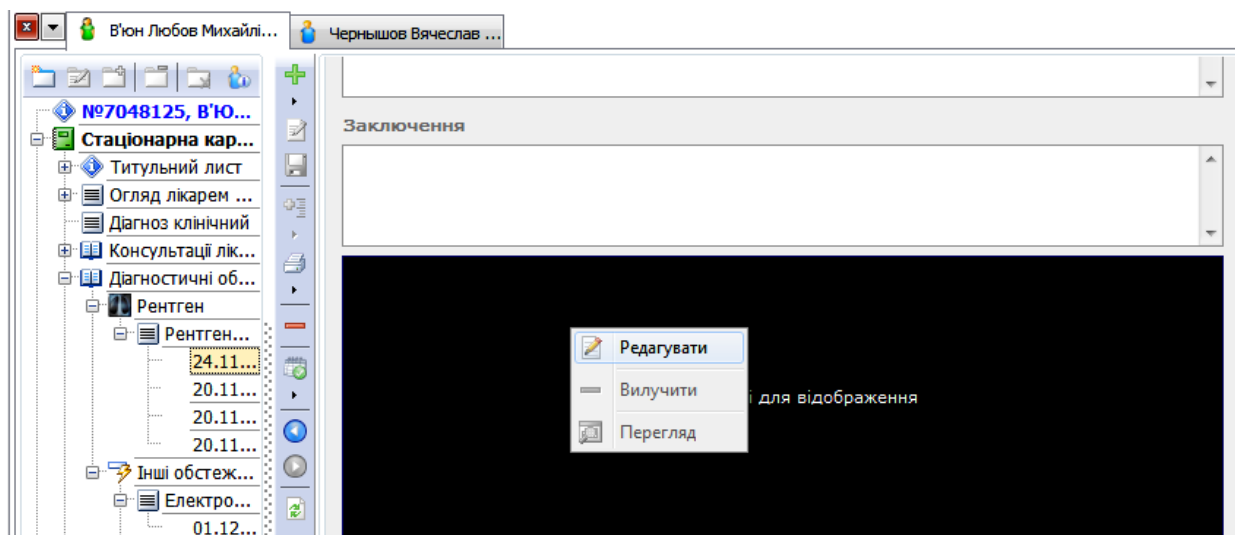 В'юн Любов Михайлі...
Чернышов Вячеслав ...
№7048125, В'Ю...
Стаціонарна кар...
Титульний лист
Огляд лікарем ...
Діагноз клінічний
Консультації лік...
Діагностичні об...
Рентген
Рентген...
24.11...
20.11...
20.11...
20.11...
Інші обстеж...
Електро...
01.12...
Заключення
Редагувати
Вилучити
Перегляд
і для відображення